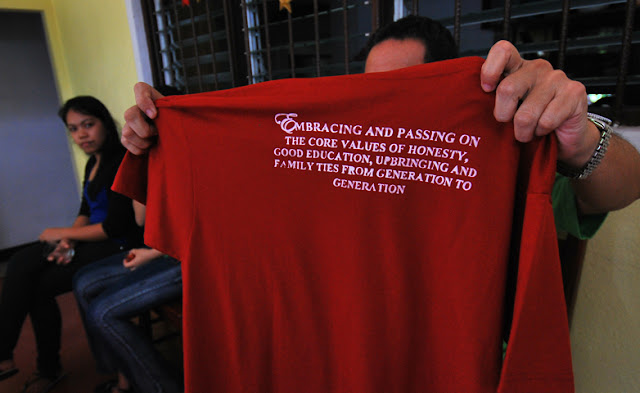 EMBRACING AND PASSING ON
THE CORE VALUES OF HONESTY,
GOOD EDUCATION, UPBRINGING AND
FAMILY TIES FROM GENERATION TO
GENERATION